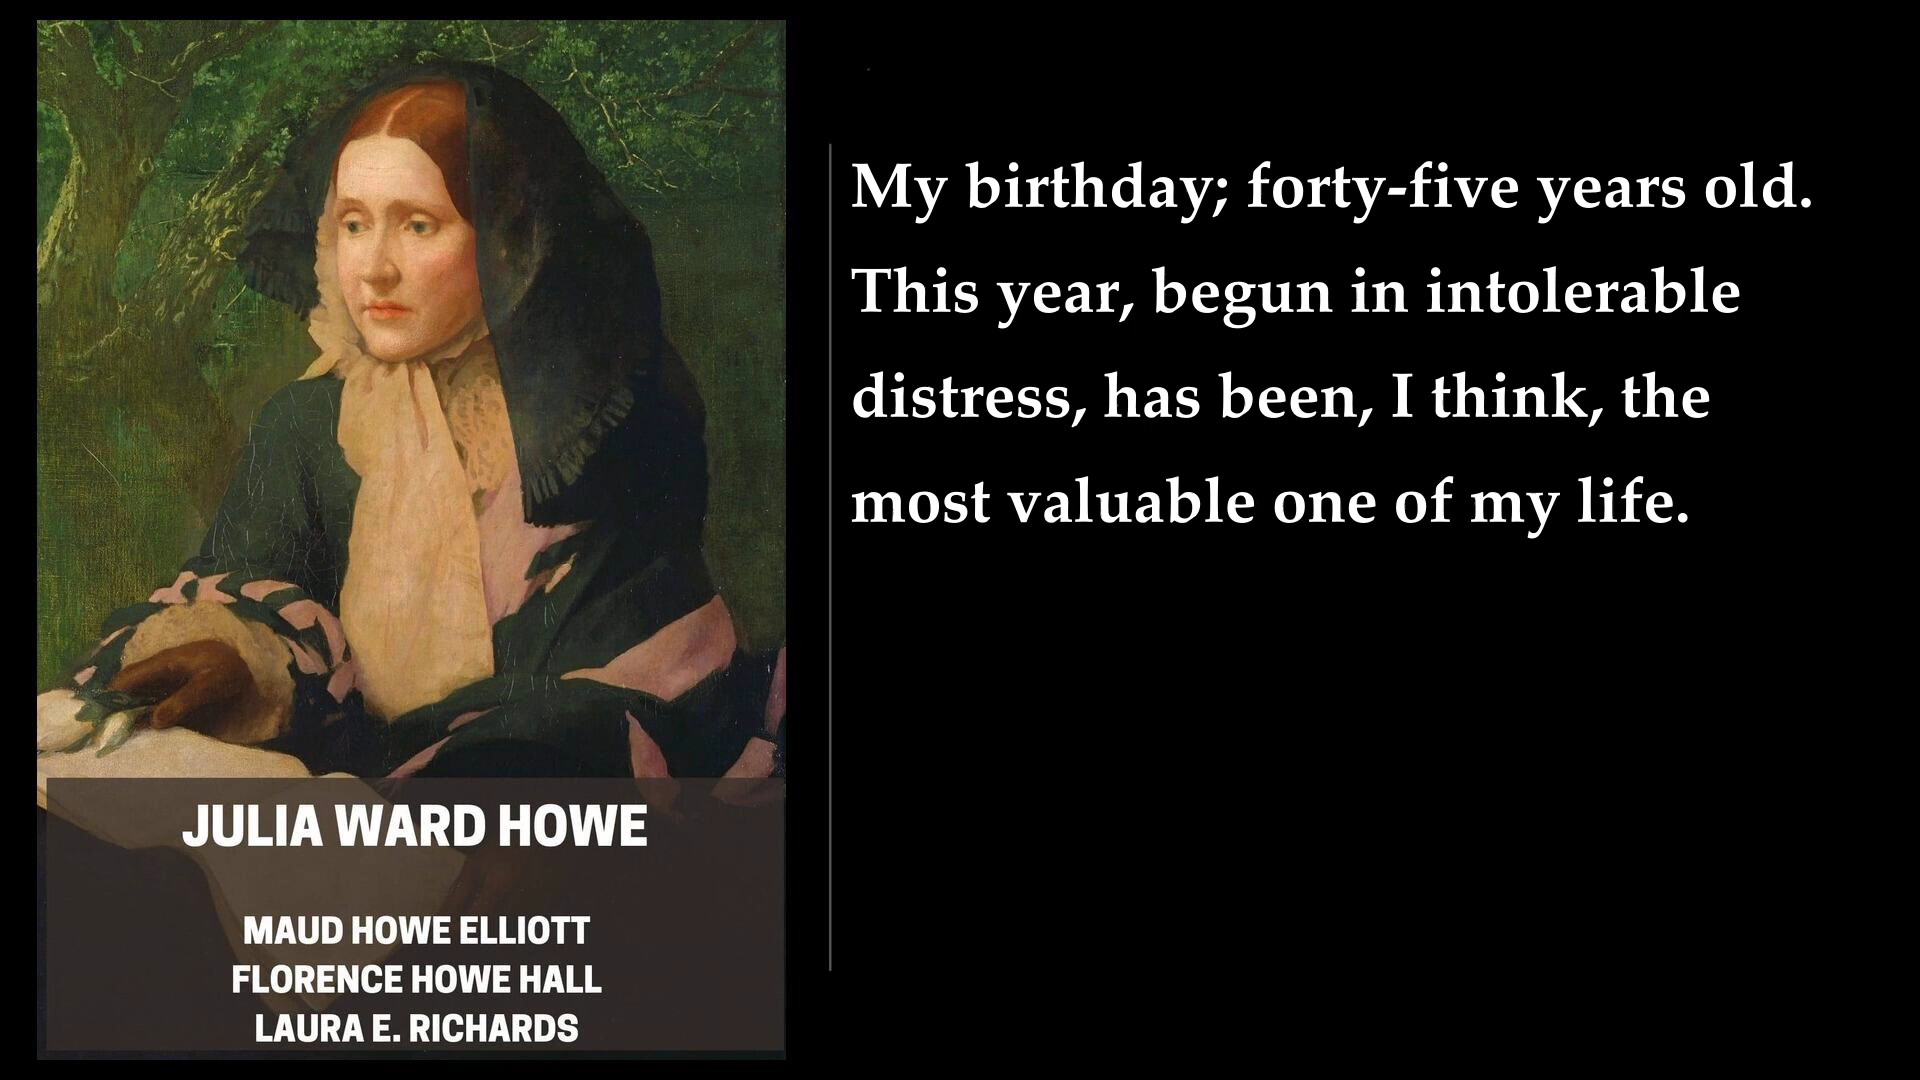 JULIA WARD HOWE
MAUD HOWE ELLIOTT
FLORENCE HOWE HALL
LAURA E. RICHARDS
My birthday; forty-five years old.
This year, begun in intolerable
distress, has been, I think, the
most valuable one of my life.